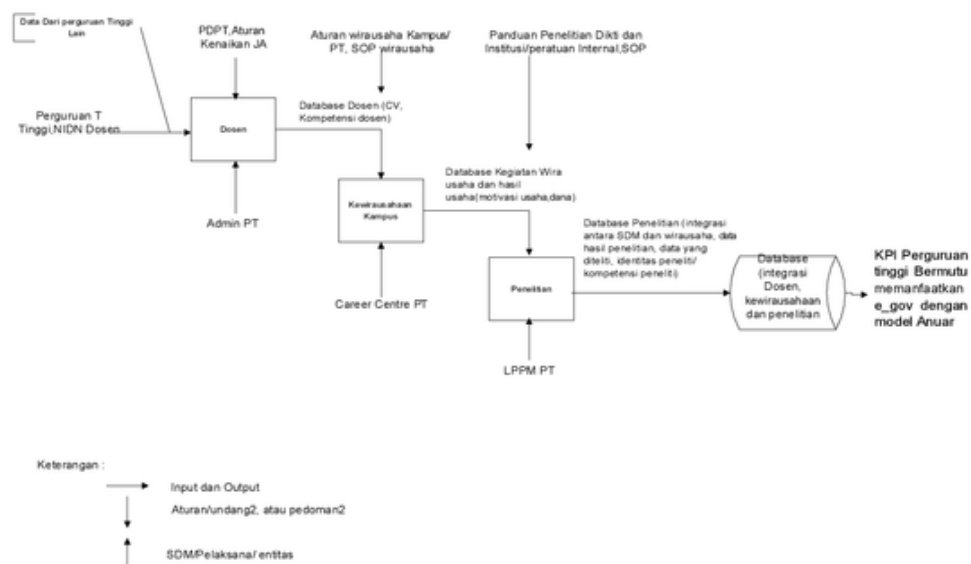 Data Dari perguruan Tinggi
Lain
PDPT,Aturan
Kenaikan JA
Aturan wirausaha Kampus/
PT, SOP wirausaha
Panduan Penelitian Dikti dan
Institusi/peratuan Internal,SOP
Perguruan T
Tinggi,NIDN Dosen
Dosen
Database Dosen (CV,
Kompetensi dosen)
Admin PT
Kewirausahaan
Kampus
Database Kegiatan Wira
usaha dan hasil
usaha(motivasi usaha,dana)
Career Centre PT
Penelitian
Database Penelitian (integrasi
antara SDM dan wirausaha, data
hasil penelitian, data yang
diteliti, identitas peneliti/
kompetensi peneliti)
LPPM PT
Database
(integrasi
Dosen,
kewirausahaan
dan penelitian
KPI Perguruan
tinggi Bermutu
memanfaatkan
e_gov dengan
model Anuar
Keterangan :
Input dan Output
Aturan/undang2, atau pedoman2
SDM/Pelaksana/ entitas